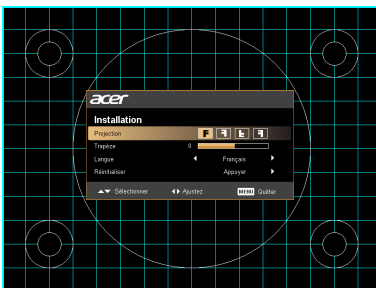 acer
Installation
Projection
Trapèze 0
Langue Français
Réinitialiser Appuyer
Sélectionner Ajustez MENU Quitter